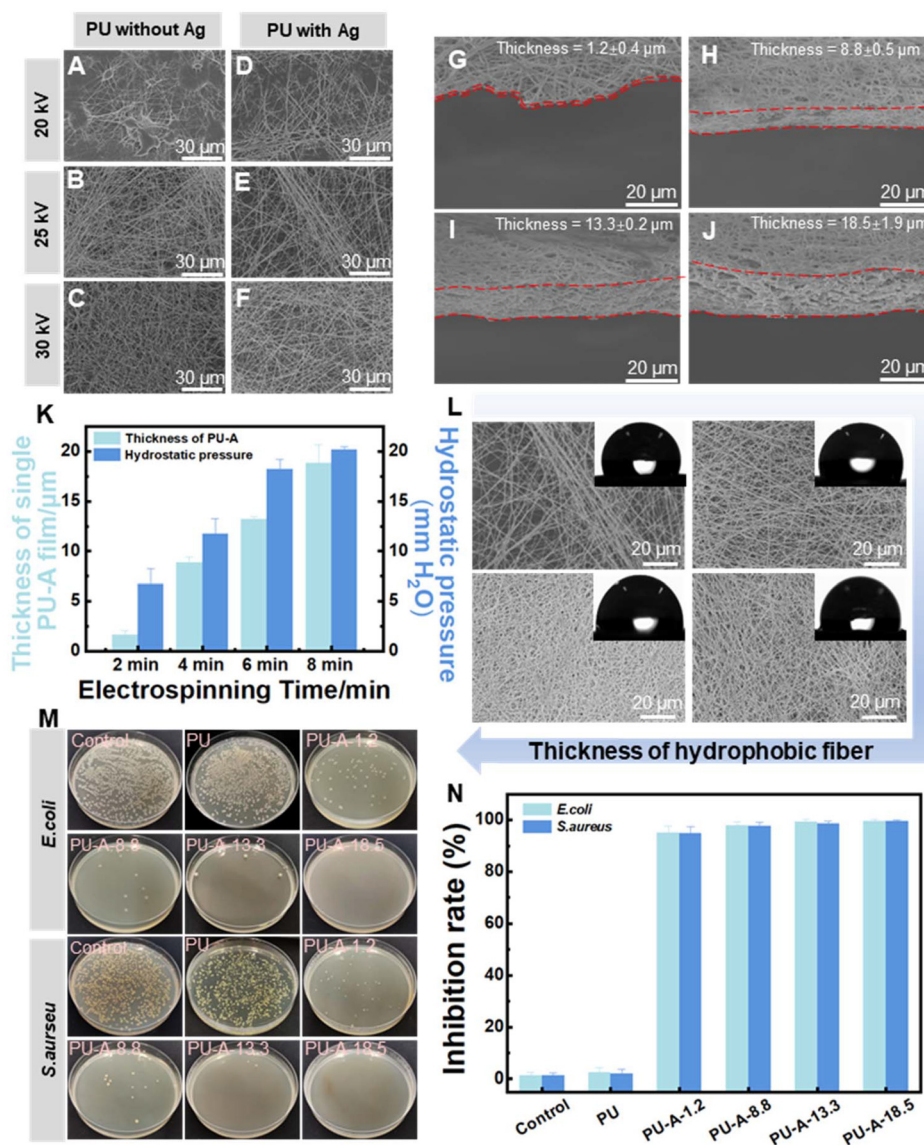 PU without Ag
PU with Ag
20 kV
25 kV
30 kV
A
30 µm
D
30 µm
B
30 µm
E
30 µm
C
30 µm
F
30 µm
G
Thickness = 1.2±0.4 µm
20 µm
H
Thickness = 8.8±0.5 µm
20 µm
I
Thickness = 13.3±0.2 µm
20 µm
J
Thickness = 18.5±1.9 µm
20 µm
K
Thickness of PU-A
Hydrostatic pressure
Thickness of single
PU-A film/µm
20
15
10
5
0
20
15
10
5
0
Hydrostatic pressure
(mm H₂O)
2 min
4 min
6 min
8 min
Electrospinning Time/min
L
20 µm
20 µm
20 µm
20 µm
Thickness of hydrophobic fiber
M
E.coli
Control
PU
PU-A-1.2
PU-A-8.8
PU-A-13.3
PU-A-18.5
S.aurseu
Control
PU
PU-A-1.2
PU-A-8.8
PU-A-13.3
PU-A-18.5
N
E.coli
S.aureus
Inhibition rate (%)
100
80
60
40
20
0
Control
PU
PU-A-1.2
PU-A-8.8
PU-A-13.3
PU-A-18.5